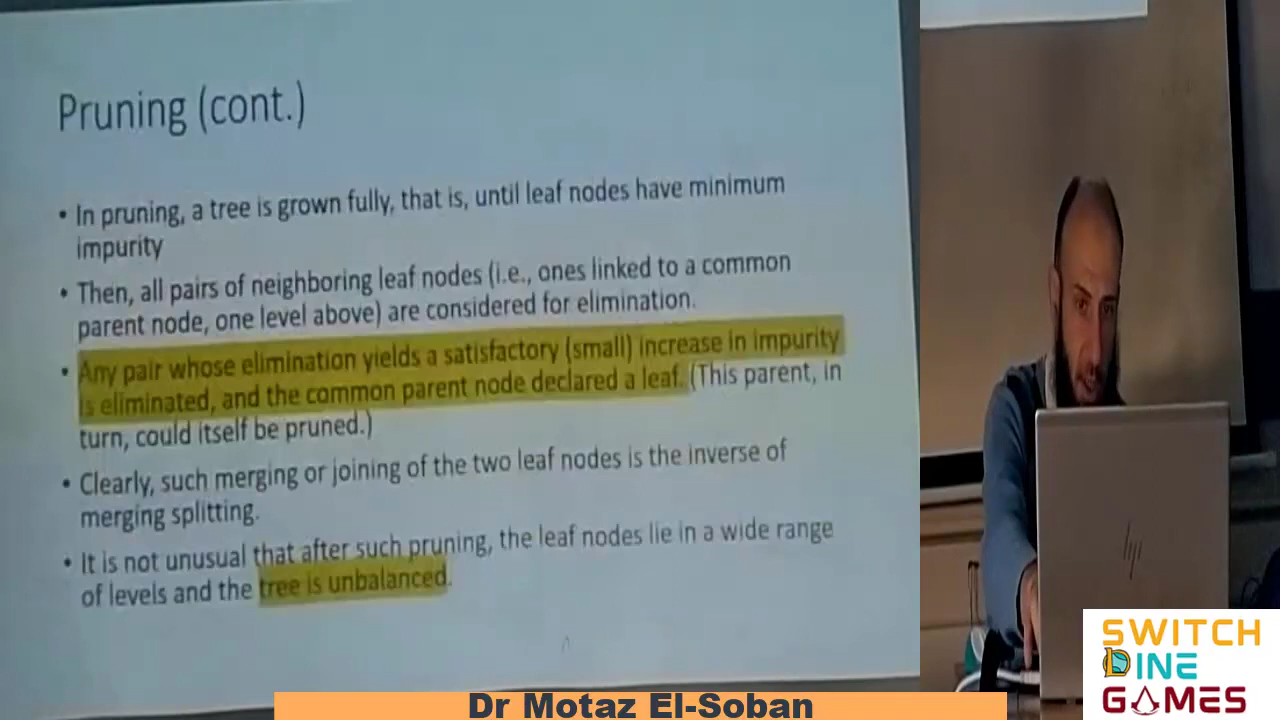 Pruning (cont.)
• In pruning, a tree is grown fully, that is, until leaf nodes have minimum
impurity
• Then, all pairs of neighboring leaf nodes (i.e., ones linked to a common
parent node, one level above) are considered for elimination.
• Any pair whose elimination yields a satisfactory (small) increase in impurity
is eliminated, and the common parent node declared a leaf. (This parent, in
turn, could itself be pruned.)
• Clearly, such merging or joining of the two leaf nodes is the inverse of
merging splitting.
• It is not unusual that after such pruning, the leaf nodes lie in a wide range
of levels and the tree is unbalanced.
hp
SWITCH
DINE
GAMES
Dr Motaz El-Soban